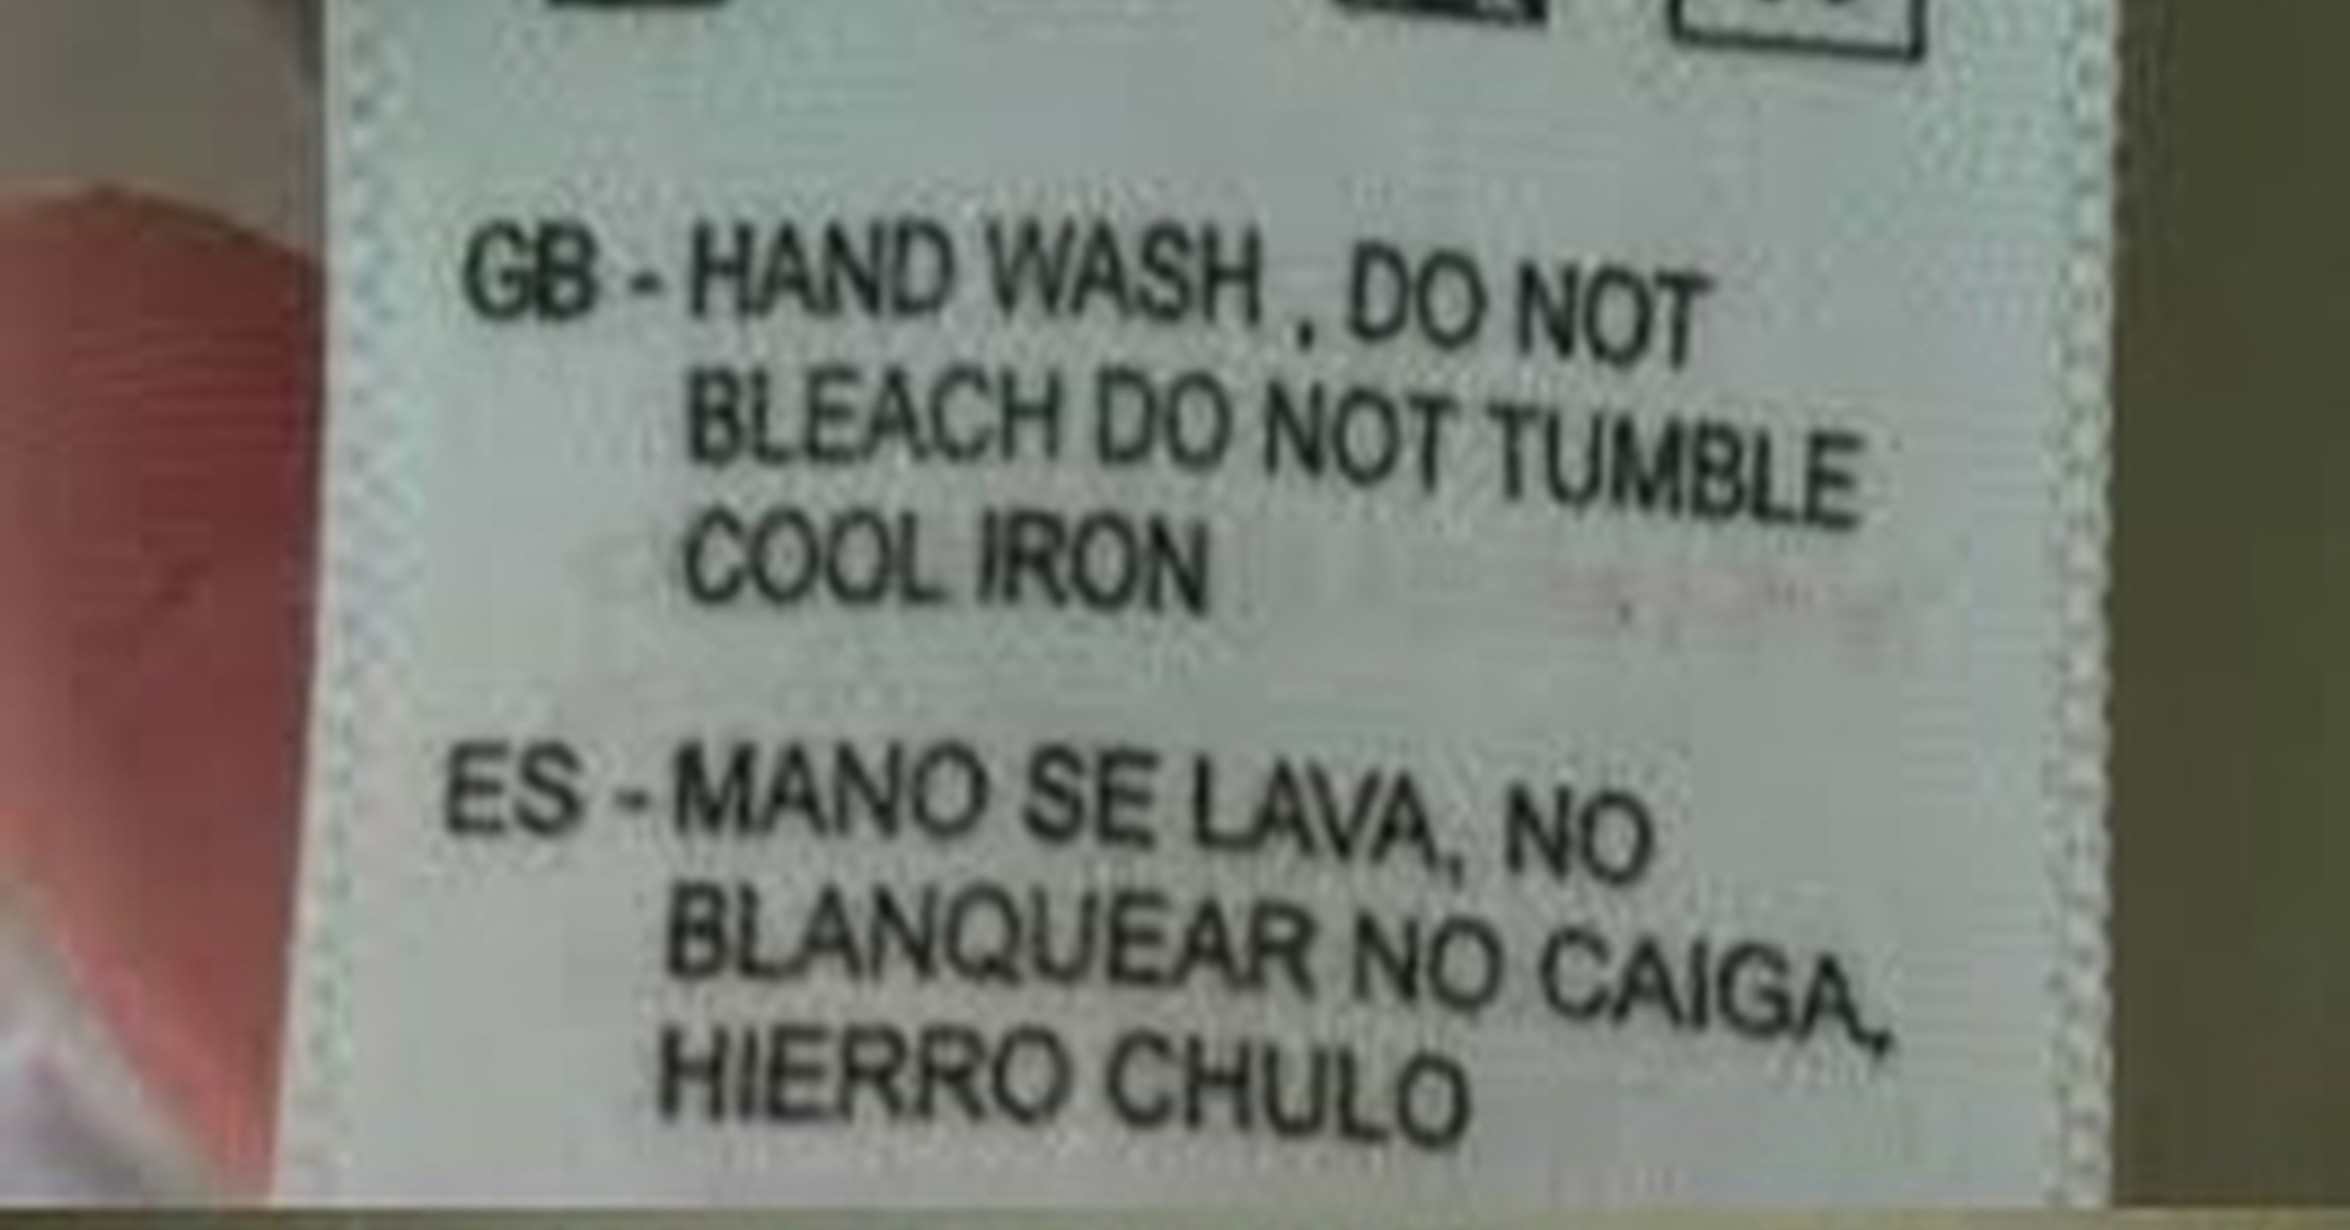 GB - HAND WASH , DO NOT
BLEACH DO NOT TUMBLE
COOL IRON
ES - MANO SE LAVA, NO
BLANQUEAR NO CAIGA,
HIERRO CHULO